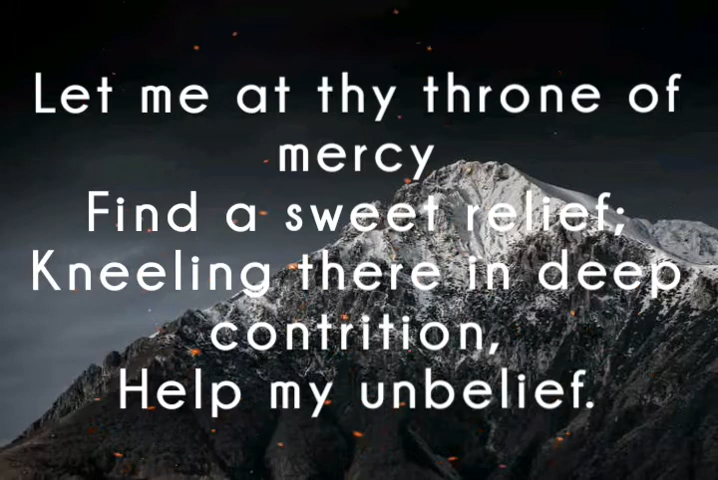 Let me at thy throne of
mercy
Find a sweet relief;
Kneeling there in deep
contrition,
Help my unbelief.